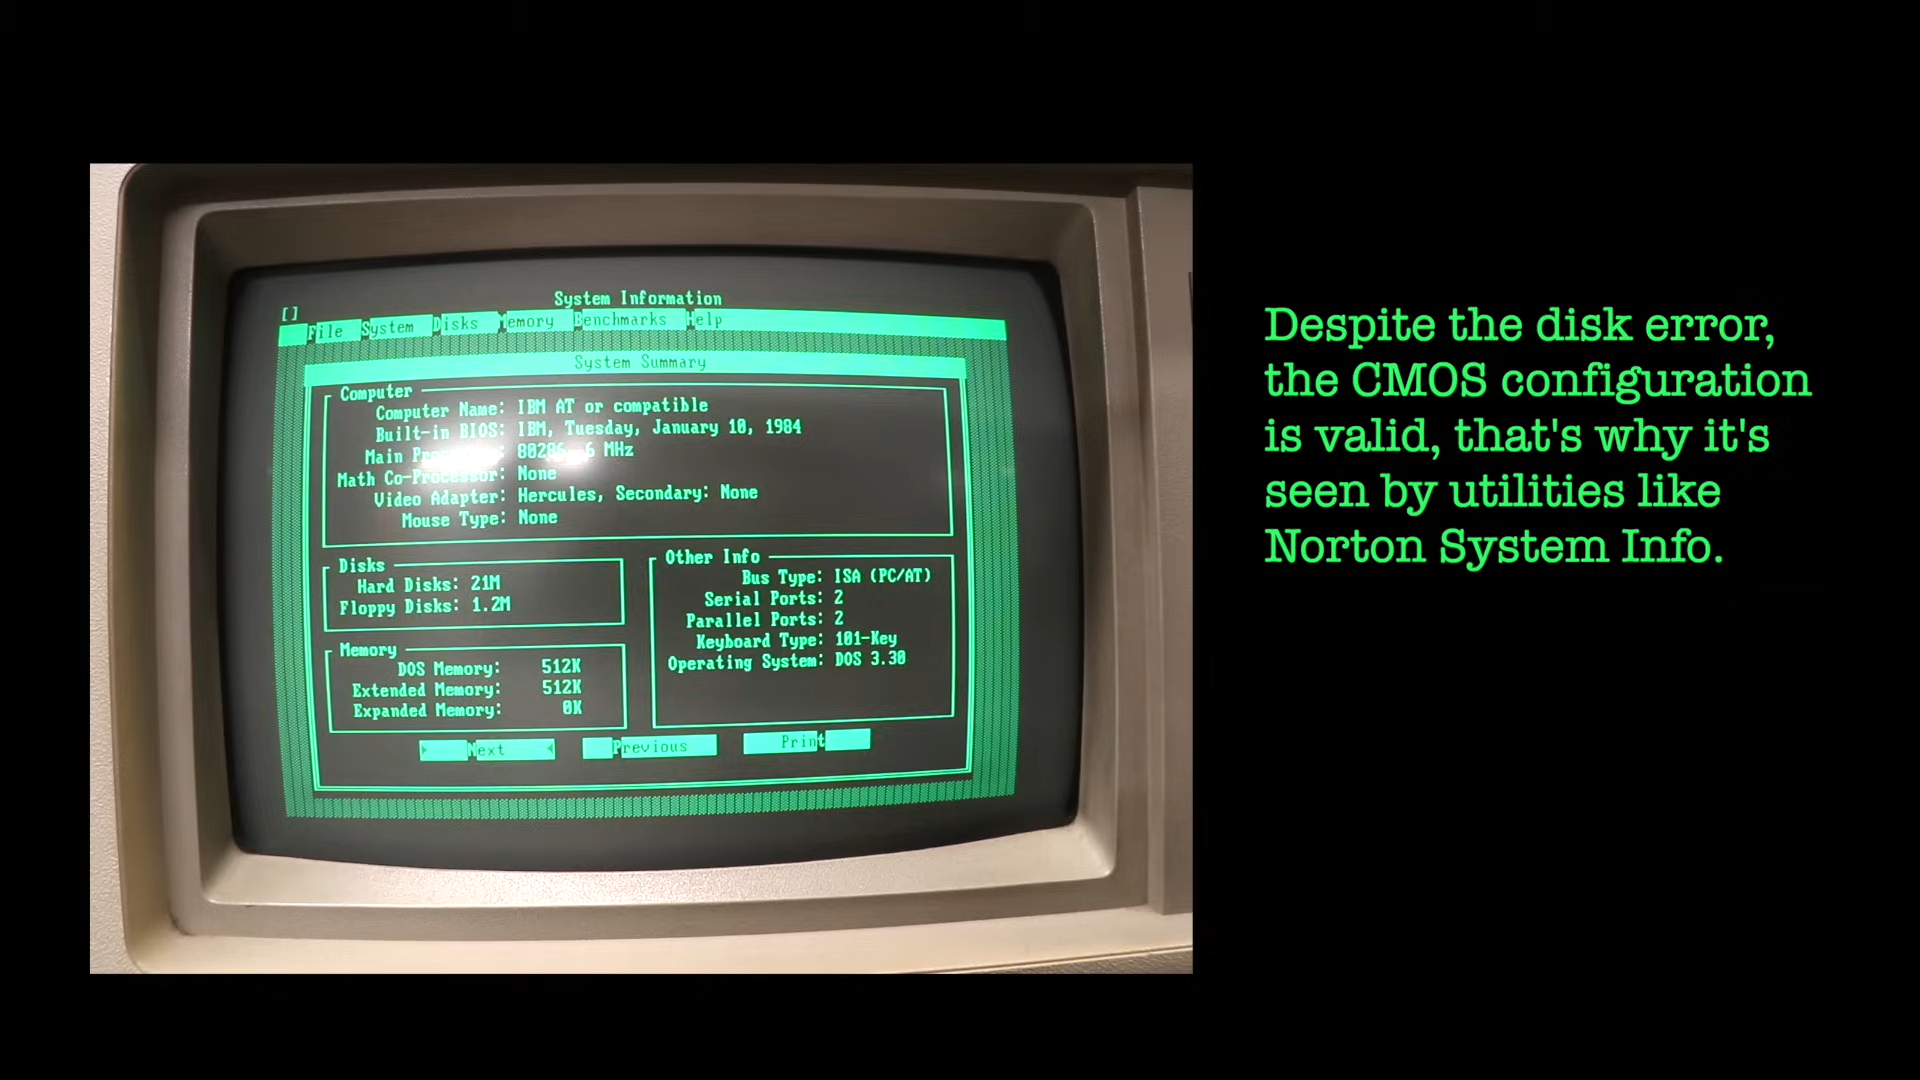 System Information
[]
File System Disks Memory Benchmarks Help
System Summary
Computer
Computer Name: IBM AT or compatible
Built-in BIOS: IBM, Tuesday, January 10, 1984
Main 6 MHz
Math Co-Processor: None
Video Adapter: Hercules, Secondary: None
Mouse Type: None
Disks
Hard Disks: 21M
Floppy Disks: 1.2M
Memory
DOS Memory: 512K
Extended Memory: 512K
Expanded Memory: 0K
Other Info
Bus Type: ISA (PC/AT)
Serial Ports: 2
Parallel Ports: 2
Keyboard Type: 101-Key
Operating System: DOS 3.30
Next Previous Print
Despite the disk error,
the CMOS configuration
is valid, that's why it's
seen by utilities like
Norton System Info.